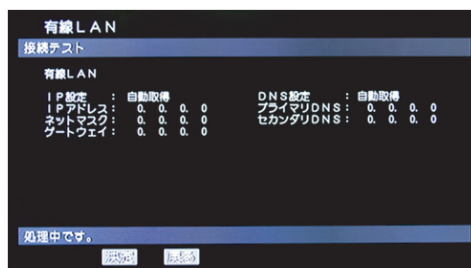 有線ＬＡＮ
接続テスト
有線ＬＡＮ
ＩＰ設定　：　自動取得
ＩＰアドレス：　0.　0.　0.　0
ネットマスク：　0.　0.　0.　0
ゲートウェイ：　0.　0.　0.　0
ＤＮＳ設定　：　自動取得
プライマリＤＮＳ：　0.　0.　0.　0
セカンダリＤＮＳ：　0.　0.　0.　0
処理中です。
決定　戻る